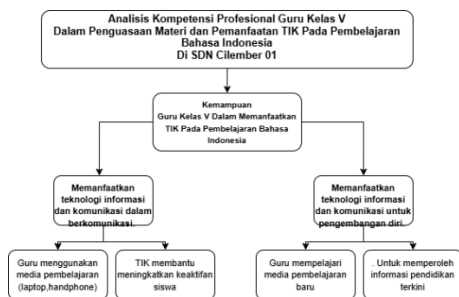 Analisis Kompetensi Profesional Guru Kelas V
Dalam Penguasaan Materi dan Pemanfaatan TIK Pada Pembelajaran
Bahasa Indonesia
Di SDN Cilember 01
Kemampuan
Guru Kelas V Dalam Memanfaatkan
TIK Pada Pembelajaran Bahasa
Indonesia
Memanfaatkan
teknologi informasi
dan komunikasi dalam
berkomunikasi.
Memanfaatkan
teknologi informasi
dan komunikasi untuk
pengembangan diri.
Guru menggunakan
media pembelajaran
(laptop,handphone)
TIK membantu
meningkatkan keaktifan
siswa
Guru mempelajari
media pembelajaran
baru
. Untuk memperoleh
informasi pendidikan
terkini